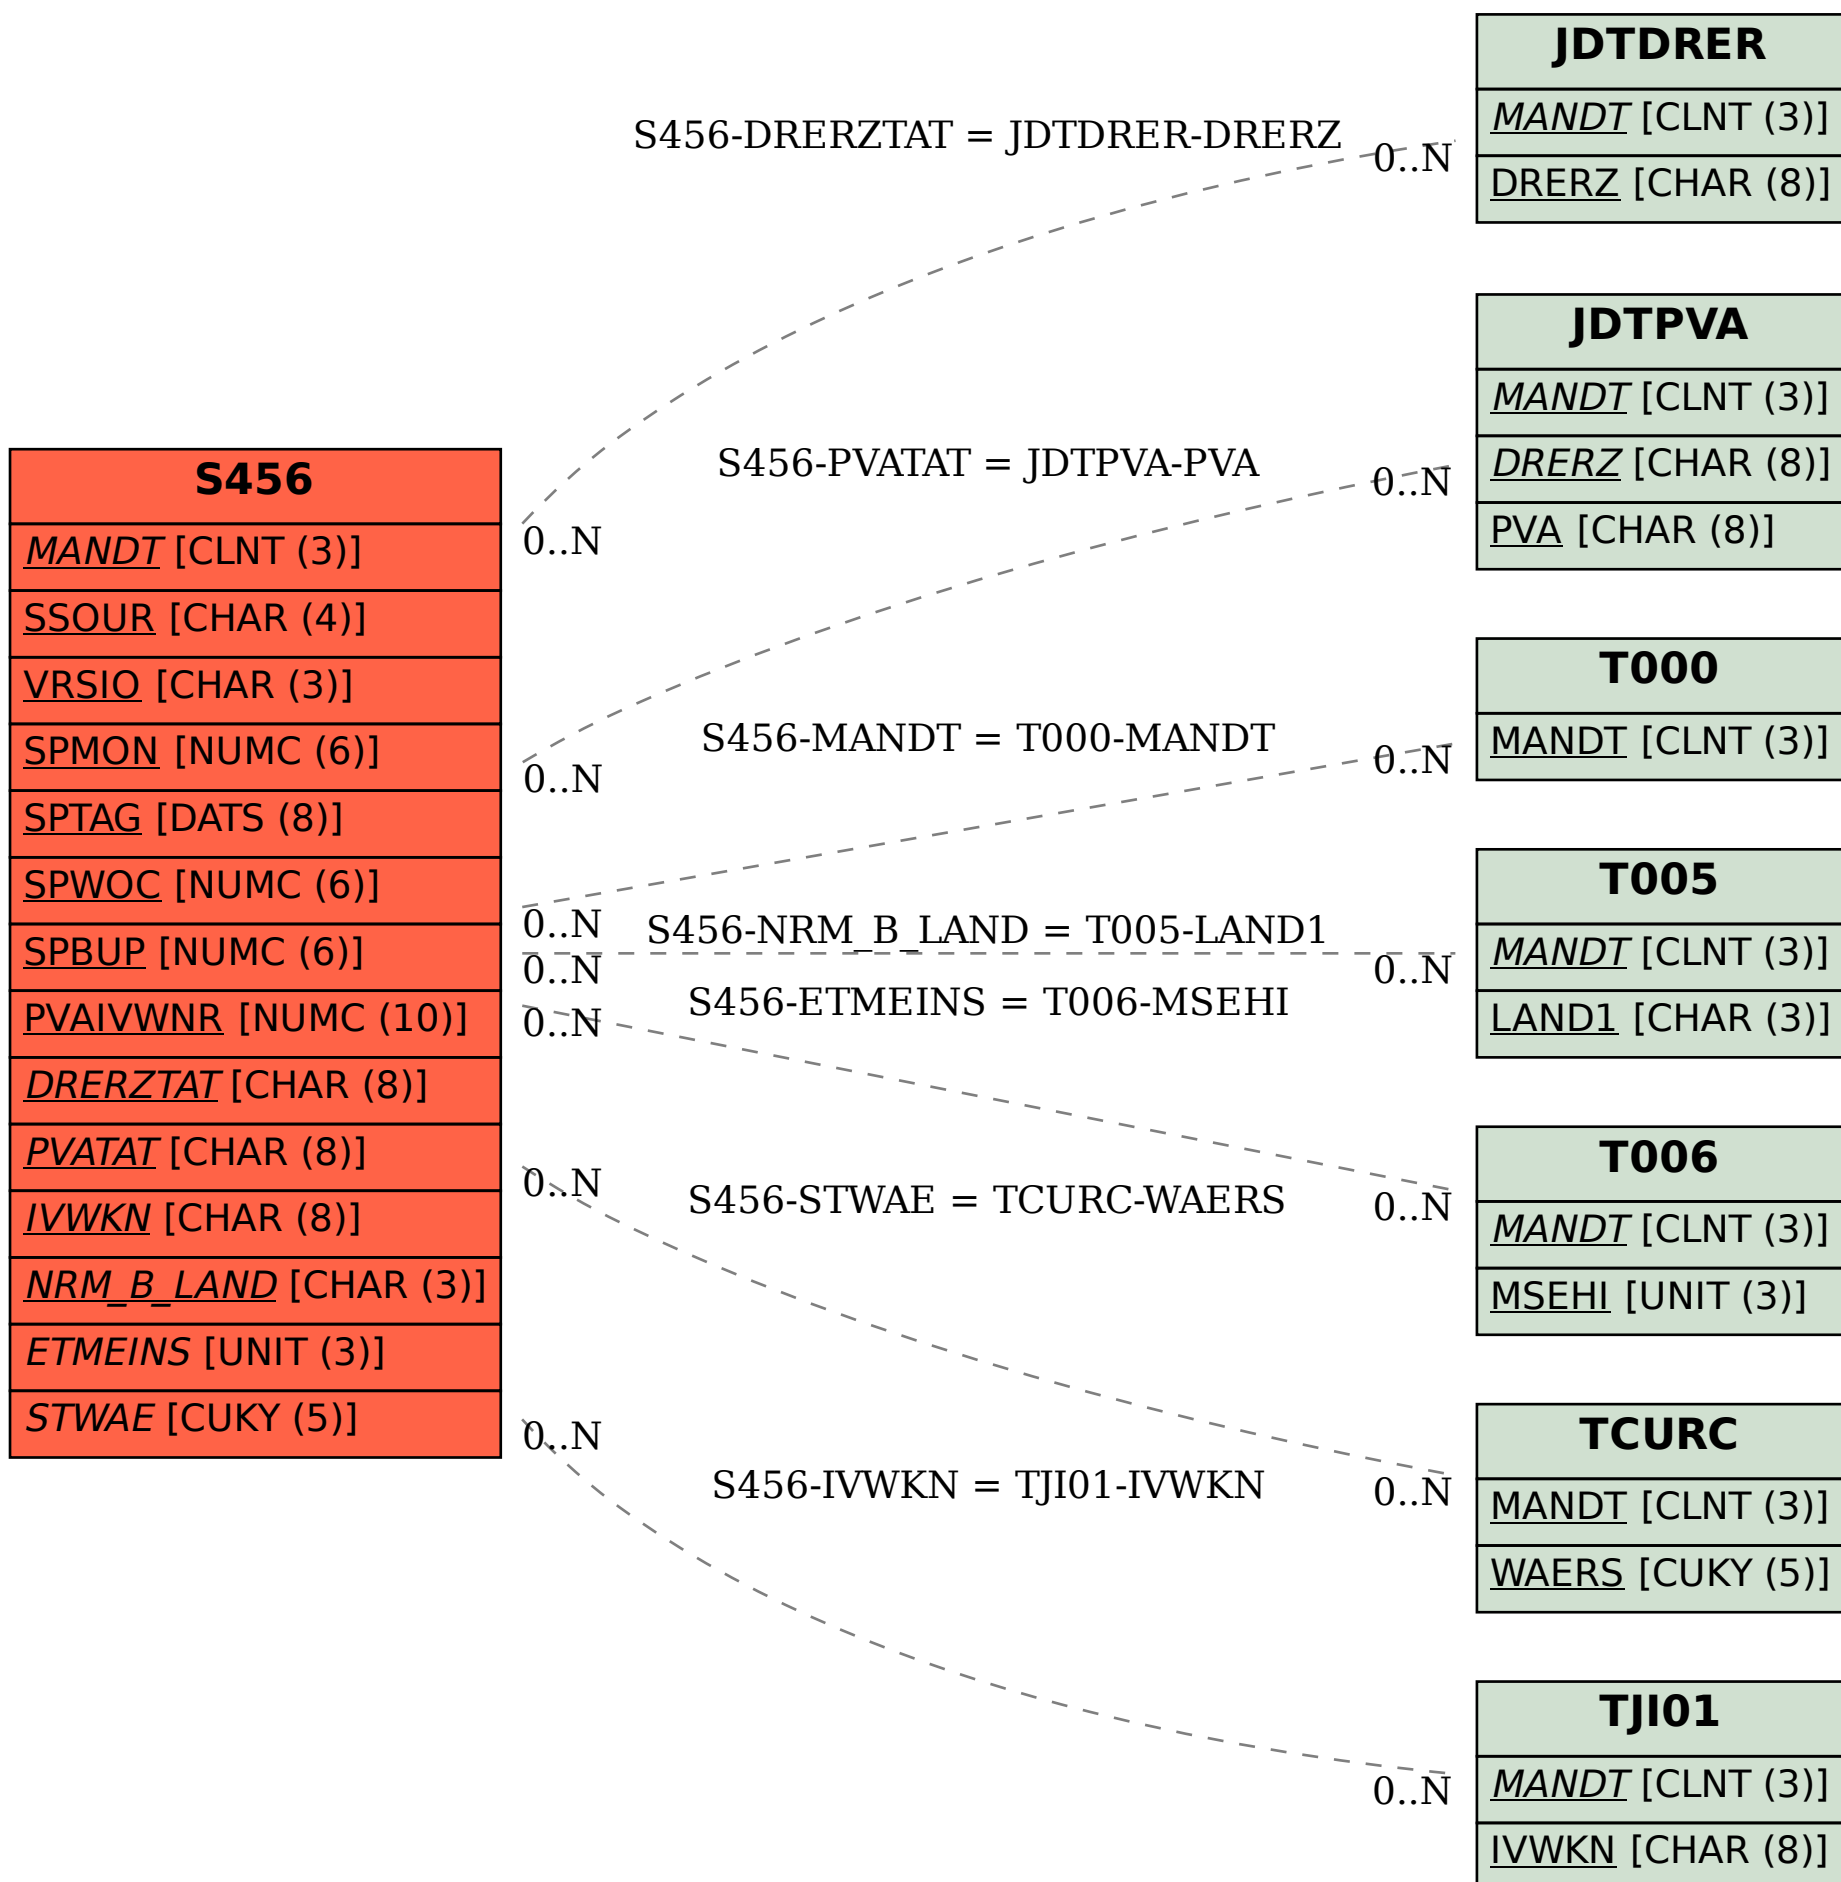 S456
MANDT [CLNT (3)]
SSOUR [CHAR (4)]
VRSIO [CHAR (3)]
SPMON [NUMC (6)]
SPTAG [DATS (8)]
SPWOC [NUMC (6)]
SPBUP [NUMC (6)]
PVAIVWNR [NUMC (10)]
DRERZTAT [CHAR (8)]
PVATAT [CHAR (8)]
IVWKN [CHAR (8)]
NRM_B_LAND [CHAR (3)]
ETMEINS [UNIT (3)]
STWAE [CUKY (5)]
S456-DRERZTAT = JDTDRER-DRERZ
0..N
0..N
S456-PVATAT = JDTPVA-PVA
0..N
0..N
S456-MANDT = T000-MANDT
0..N
0..N
S456-NRM_B_LAND = T005-LAND1
0..N
0..N
S456-ETMEINS = T006-MSEHI
0..N
0..N
S456-STWAE = TCURC-WAERS
0..N
0..N
S456-IVWKN = TJI01-IVWKN
0..N
0..N
JDTDRER
MANDT [CLNT (3)]
DRERZ [CHAR (8)]
JDTPVA
MANDT [CLNT (3)]
DRERZ [CHAR (8)]
PVA [CHAR (8)]
T000
MANDT [CLNT (3)]
T005
MANDT [CLNT (3)]
LAND1 [CHAR (3)]
T006
MANDT [CLNT (3)]
MSEHI [UNIT (3)]
TCURC
MANDT [CLNT (3)]
WAERS [CUKY (5)]
TJI01
MANDT [CLNT (3)]
IVWKN [CHAR (8)]